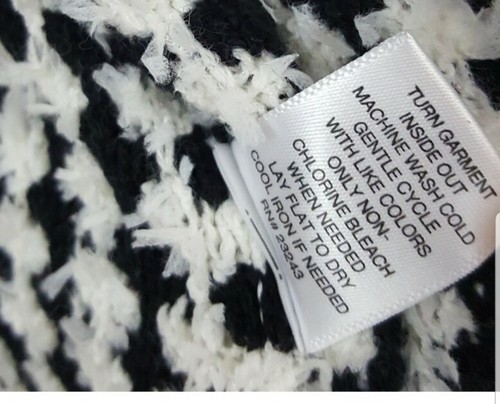 TURN GARMENT
INSIDE OUT
MACHINE WASH COLD
GENTLE CYCLE
WITH LIKE COLORS
ONLY NON-
CHLORINE BLEACH
WHEN NEEDED
LAY FLAT TO DRY
COOL IRON IF NEEDED
RN# 23243